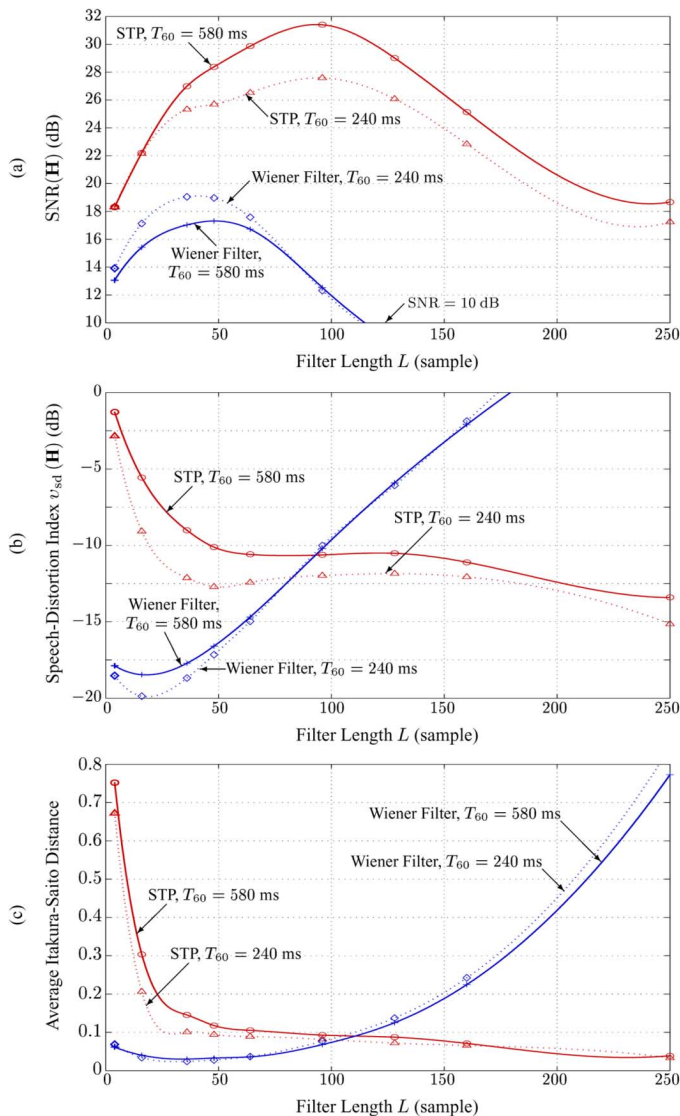 32
30
28
26
24
22
20
18
16
14
12
10
0
50
100
150
200
250
(a)
SNR(H) (dB)
STP, T60 = 580 ms
STP, T60 = 240 ms
Wiener Filter, T60 = 240 ms
Wiener Filter,
T60 = 580 ms
SNR = 10 dB
Filter Length L (sample)
0
−5
−10
−15
−20
0
50
100
150
200
250
(b)
Speech-Distortion Index vsd (H) (dB)
STP, T60 = 580 ms
STP, T60 = 240 ms
Wiener Filter,
T60 = 580 ms
Wiener Filter, T60 = 240 ms
Filter Length L (sample)
0.8
0.7
0.6
0.5
0.4
0.3
0.2
0.1
0
0
50
100
150
200
250
(c)
Average Itakura-Saito Distance
Wiener Filter, T60 = 580 ms
Wiener Filter, T60 = 240 ms
STP, T60 = 580 ms
STP, T60 = 240 ms
Filter Length L (sample)